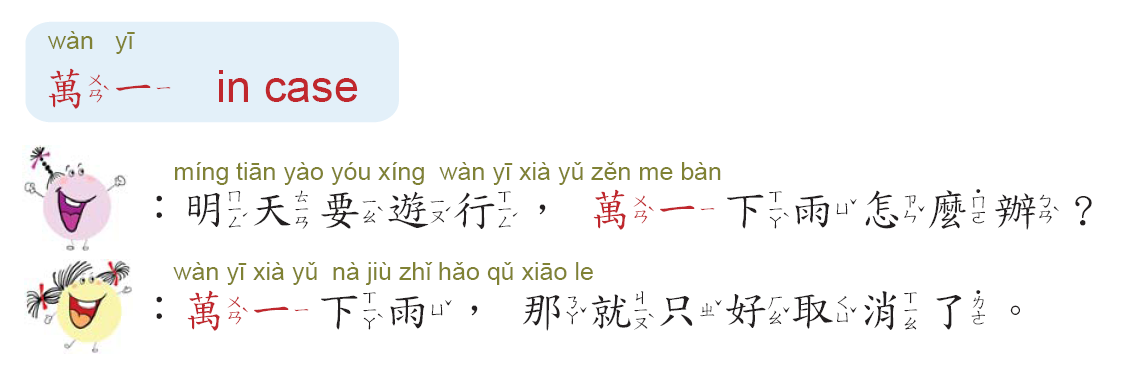 wàn yī
萬ㄨㄢˋ一ㄧ in case
míng tiān yào yóu xíng wàn yī xià yǔ zěn me bàn
：明ㄇㄧㄥˊ天ㄊㄧㄢ要ㄧㄠˋ遊ㄧㄡˊ行ㄒㄧㄥˊ，萬ㄨㄢˋ一ㄧ下ㄒㄧㄚˋ雨ㄩˇ怎ㄗㄣˇ麼˙ㄇㄜ辦ㄅㄢˋ？
wàn yī xià yǔ nà jiù zhǐ hǎo qǔ xiāo le
：萬ㄨㄢˋ一ㄧ下ㄒㄧㄚˋ雨ㄩˇ，那ㄋㄚˋ就ㄐㄧㄡˋ只ㄓˇ好ㄏㄠˇ取ㄑㄩˇ消ㄒㄧㄠ了˙ㄌㄜ。